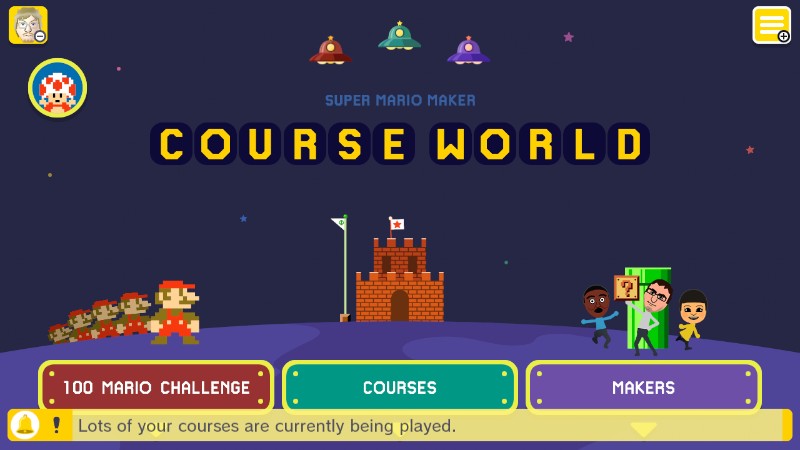 SUPER MARIO MAKER
COURSE WORLD
?
100 MARIO CHALLENGE
COURSES
MAKERS
! Lots of your courses are currently being played.